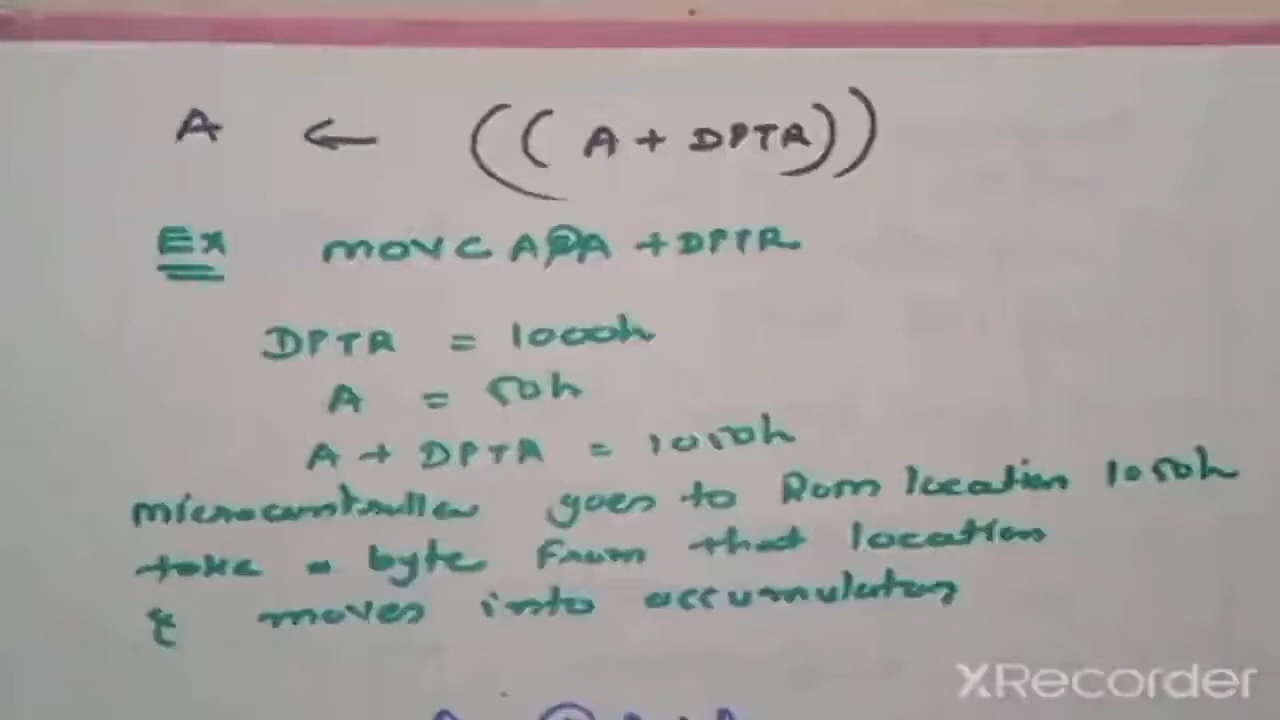 A ← ((A + DPTR))
Ex MOVC A@A +DPTR
DPTR = 1000h
A = 50h
A + DPTR = 1050h
microcontroller goes to Rom location 1050h
take a byte From that location
& moves into accumulator
XRecorder